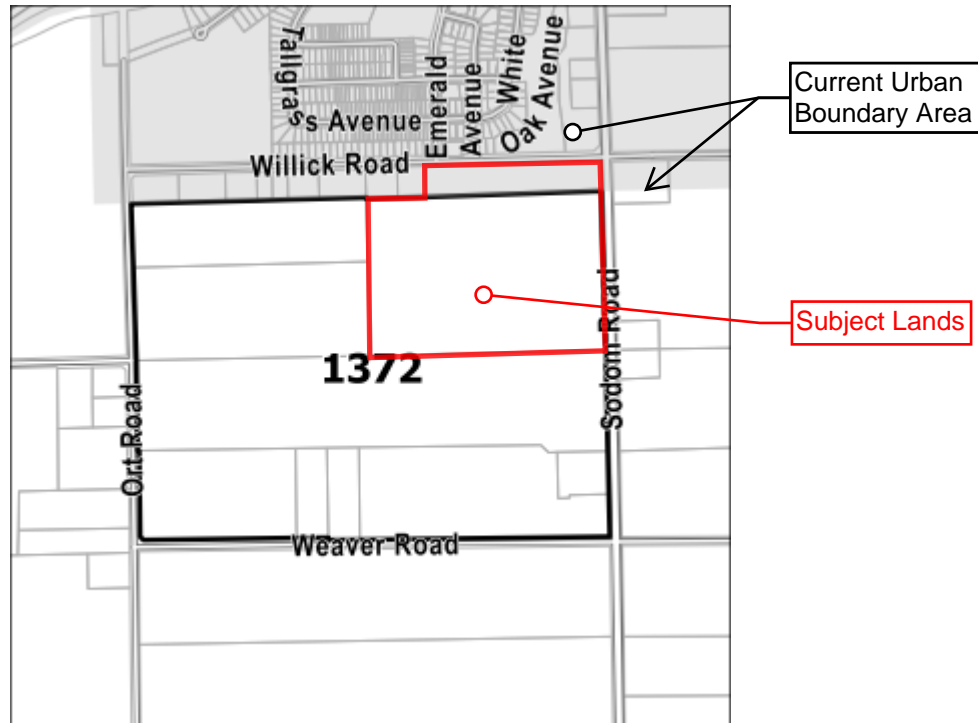 Tallgras
s Avenue
Emerald
Avenue
White
Oak Avenue
Willick Road
Current Urban
Boundary Area
Subject Lands
Sodom Road
1372
Ort Road
Weaver Road